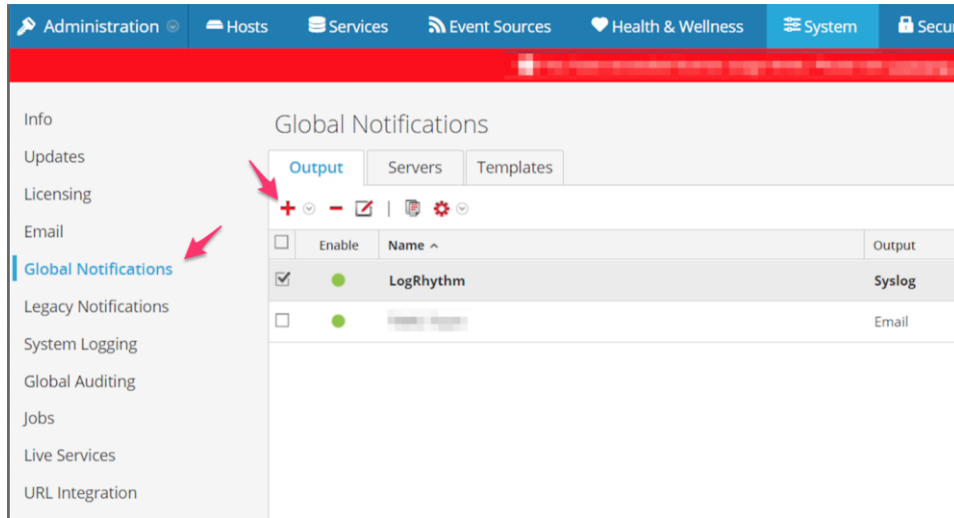 Administration Hosts Services Event Sources Health & Wellness System Secu
Info
Updates
Licensing
Email
Global Notifications
Legacy Notifications
System Logging
Global Auditing
Jobs
Live Services
URL Integration
Global Notifications
Output Servers Templates
Enable Name Output
LogRhythm Syslog
Email